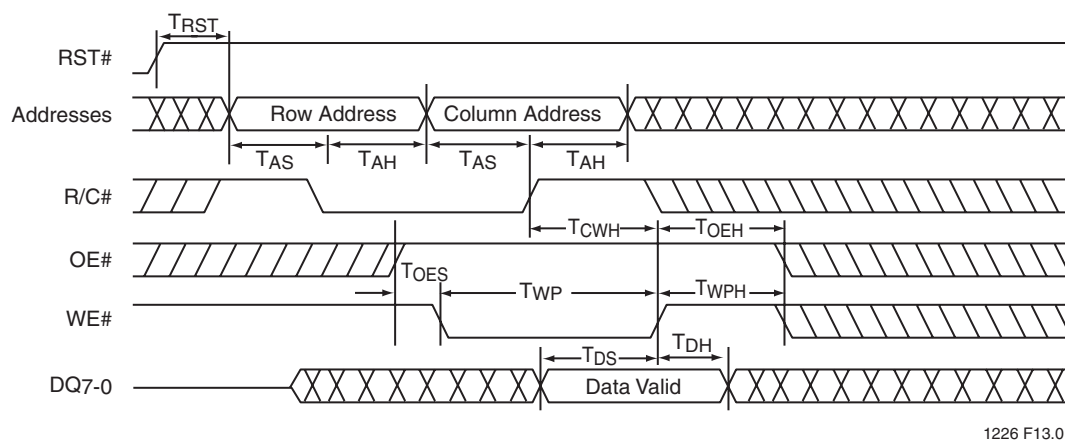 TRST
RST#
Addresses
Row Address
Column Address
TAS
TAH
TAS
TAH
R/C#
TCWH
TOEH
OE#
TOES
TWP
TWPH
WE#
TDS
TDH
DQ7-0
Data Valid
1226 F13.0